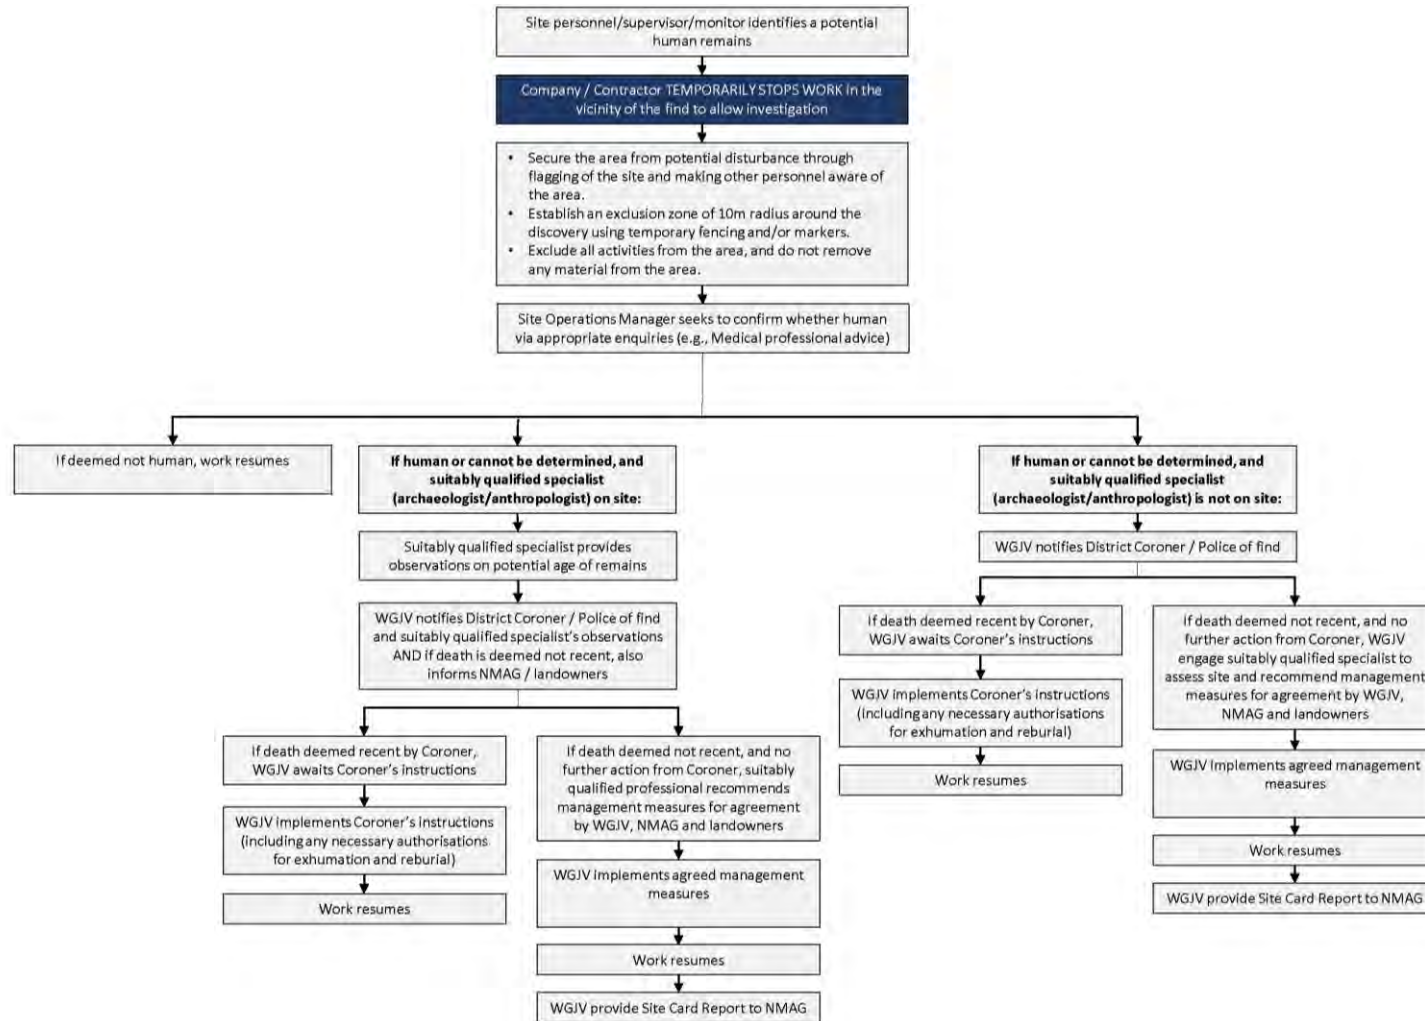 Site personnel/supervisor/monitor identifies a potential
human remains
Company / Contractor TEMPORARILY STOPS WORK in the
vicinity of the find to allow investigation
• Secure the area from potential disturbance through
flagging of the site and making other personnel aware of
the area.
• Establish an exclusion zone of 10m radius around the
discovery using temporary fencing and/or markers.
• Exclude all activities from the area, and do not remove
any material from the area.
Site Operations Manager seeks to confirm whether human
via appropriate enquiries (e.g., Medical professional advice)
If deemed not human, work resumes
If human or cannot be determined, and
suitably qualified specialist
(archaeologist/anthropologist) on site:
Suitably qualified specialist provides
observations on potential age of remains
WGJV notifies District Coroner / Police of find
and suitably qualified specialist's observations
AND if death is deemed not recent, also
informs NMAG / landowners
If death deemed recent by Coroner,
WGJV awaits Coroner's instructions
WGJV implements Coroner's instructions
(including any necessary authorisations
for exhumation and reburial)
Work resumes
If death deemed not recent, and no
further action from Coroner, suitably
qualified professional recommends
management measures for agreement
by WGJV, NMAG and landowners
WGJV implements agreed management
measures
Work resumes
WGJV provide Site Card Report to NMAG
If human or cannot be determined, and
suitably qualified specialist
(archaeologist/anthropologist) is not on site:
WGJV notifies District Coroner / Police of find
If death deemed recent by Coroner,
WGJV awaits Coroner's instructions
WGJV implements Coroner's instructions
(including any necessary authorisations
for exhumation and reburial)
Work resumes
If death deemed not recent, and no
further action from Coroner, WGJV
engage suitably qualified specialist to
assess site and recommend management
measures for agreement by WGJV,
NMAG and landowners
WGJV implements agreed management
measures
Work resumes
WGJV provide Site Card Report to NMAG